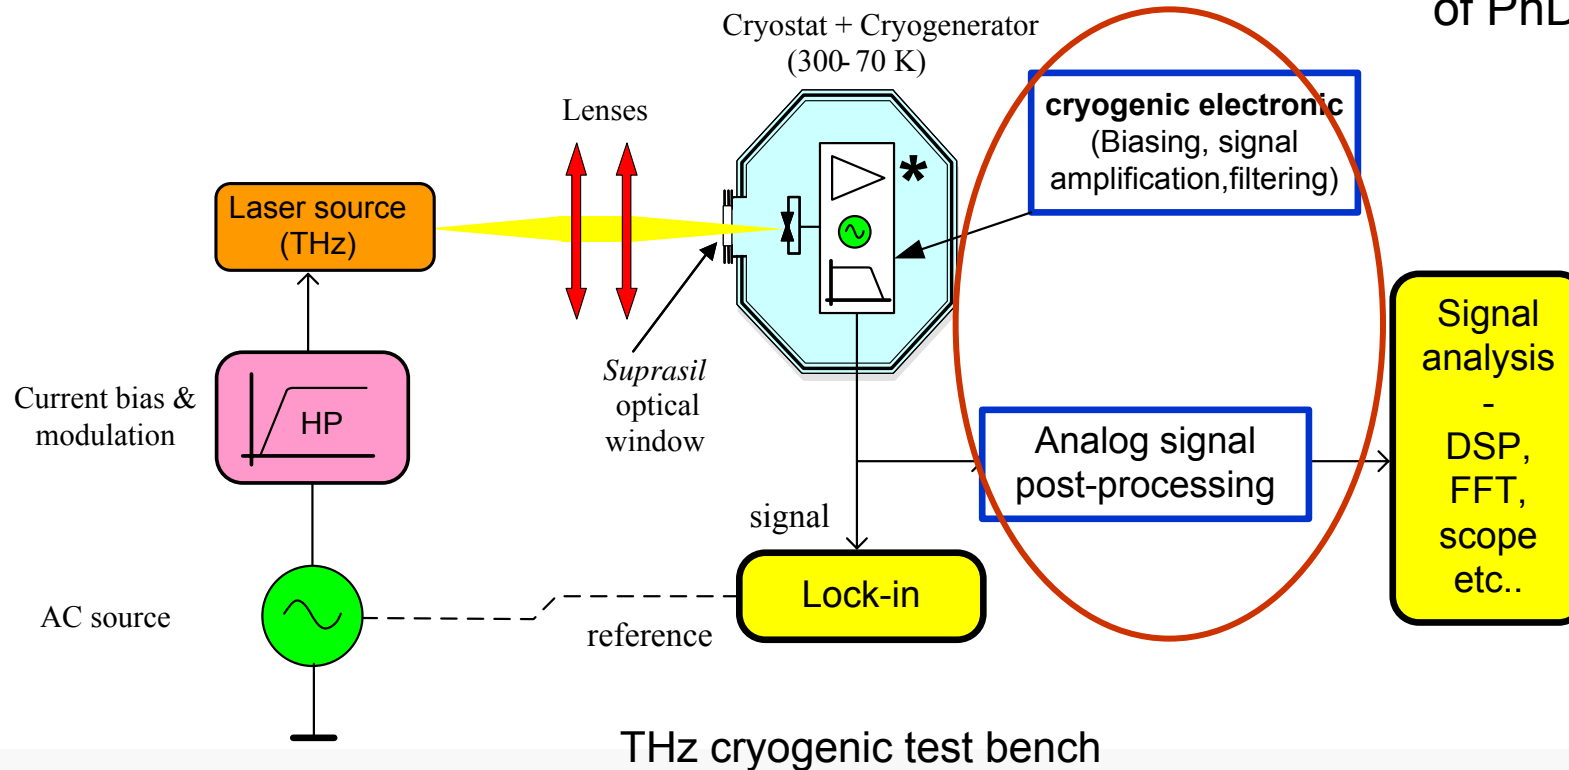 of PhD
Cryostat + Cryogenerator
(300- 70 K)
Lenses
cryogenic electronic
(Biasing, signal
amplification,filtering)
*
Laser source
(THz)
Suprasil
optical
window
Current bias &
modulation
HP
Analog signal
post-processing
Signal
analysis
-
DSP,
FFT,
scope
etc..
signal
Lock-in
AC source
reference
THz cryogenic test bench